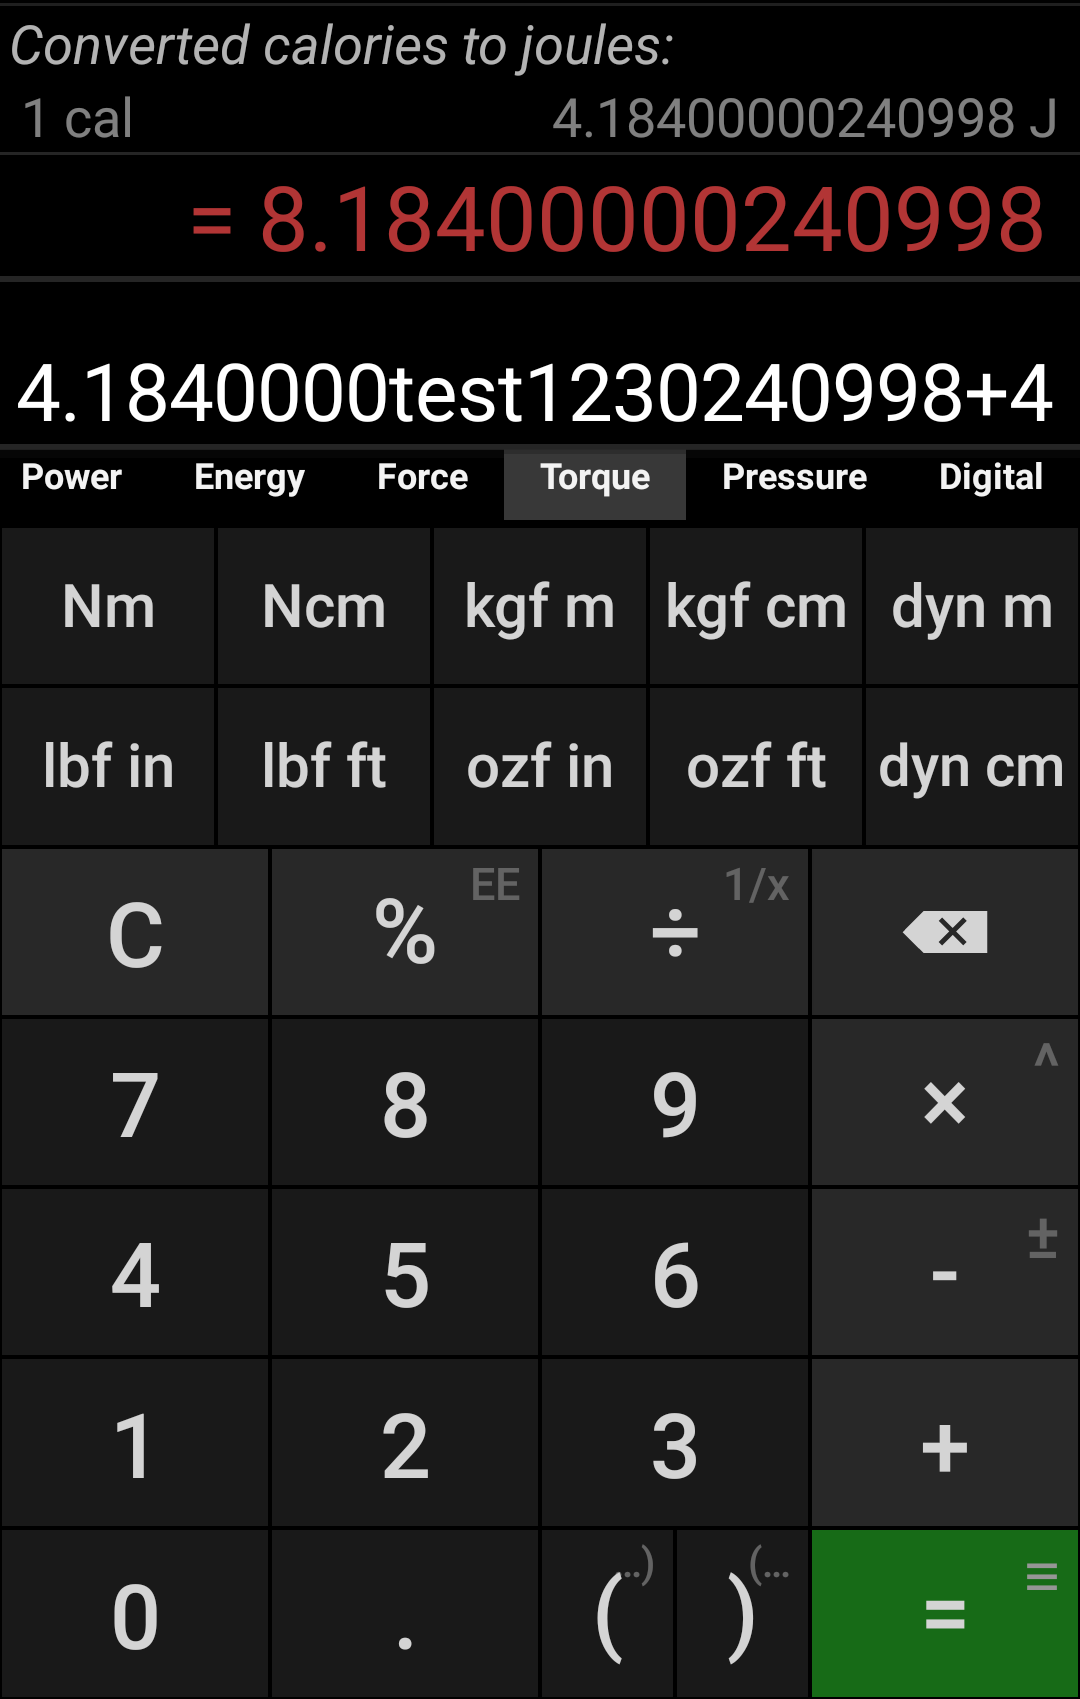 Converted calories to joules:
1 cal 4.18400000240998 J
= 8.18400000240998
4.1840000test1230240998+4
Power Energy Force Torque Pressure Digital
Nm Ncm kgf m kgf cm dyn m
lbf in lbf ft ozf in ozf ft dyn cm
C % EE ÷ 1/x
7 8 9 × ^
4 5 6 - ±
1 2 3 + 
0 . ( ..) ) (... = ≡